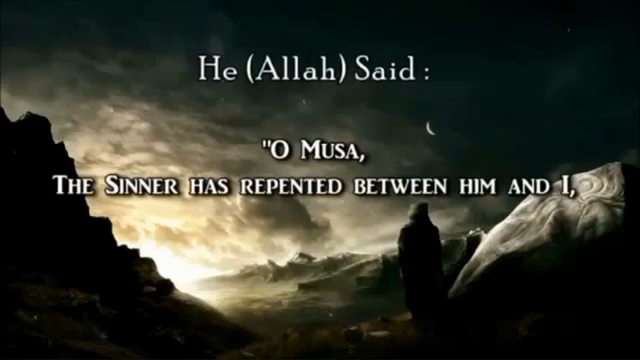 He (Allah) Said :
"O Musa,
The Sinner has repented between him and I,